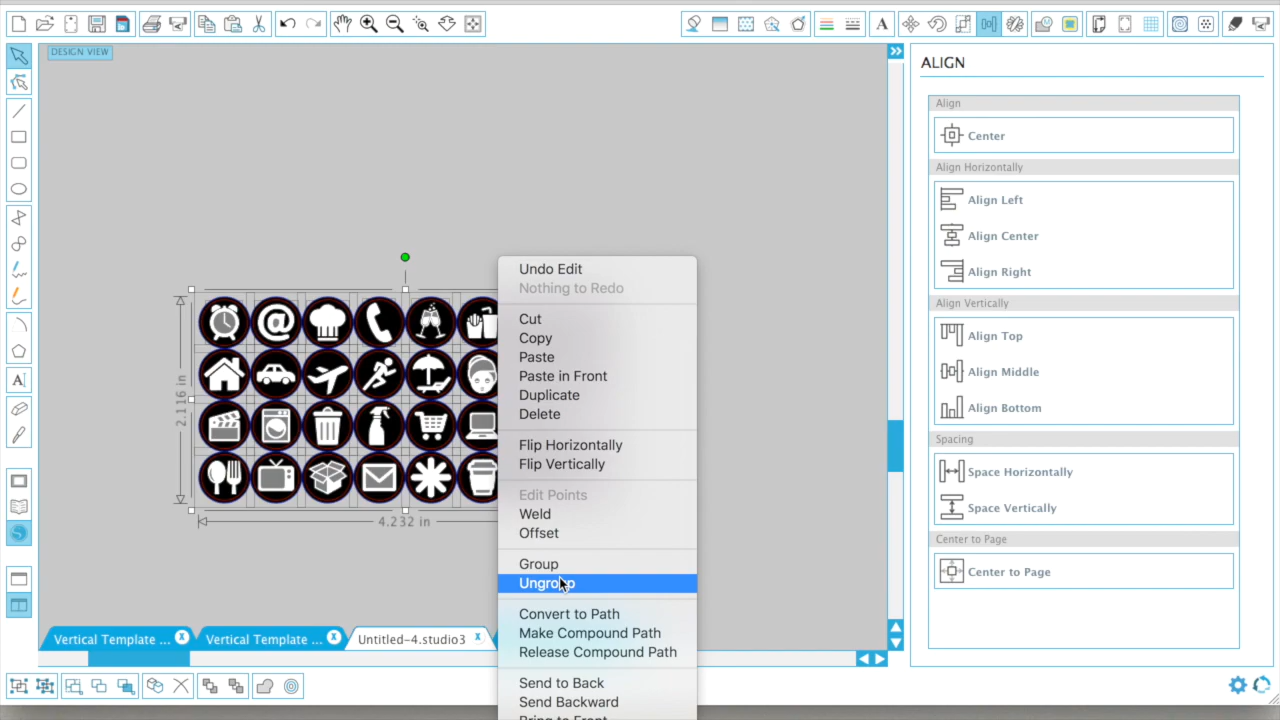 DESIGN VIEW
ALIGN
Align
Center
Align Horizontally
Align Left
Align Center
Align Right
Align Vertically
Align Top
Align Middle
Align Bottom
Spacing
Space Horizontally
Space Vertically
Center to Page
Center to Page
Undo Edit
Nothing to Redo
Cut
Copy
Paste
Paste in Front
Duplicate
Delete
Flip Horizontally
Flip Vertically
Edit Points
Weld
Offset
Group
Ungroup
Convert to Path
Make Compound Path
Release Compound Path
Send to Back
Send Backward
Bring to Front
2.116 in
4.232 in
@
Vertical Template ... x
Vertical Template ... x
Untitled-4.studio3 x
A
A